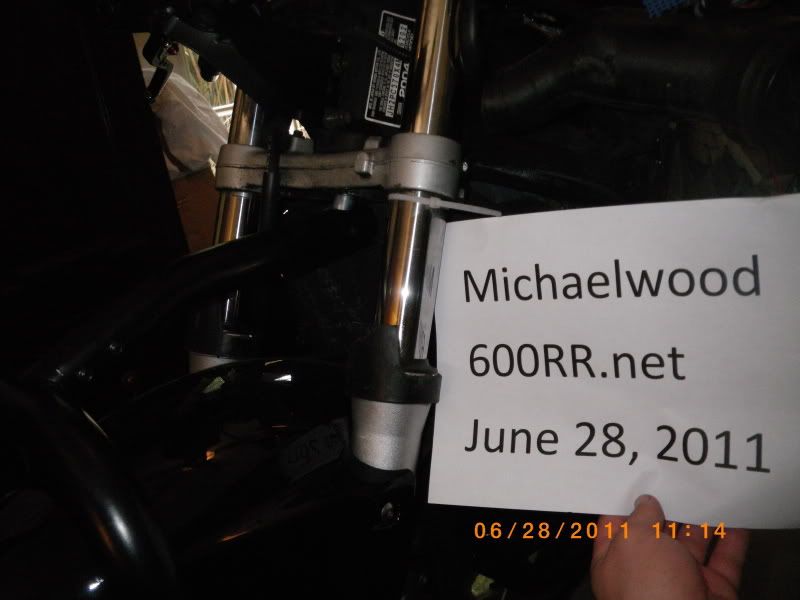 Michaelwood
600RR.net
June 28, 2011
06/28/2011 11:14